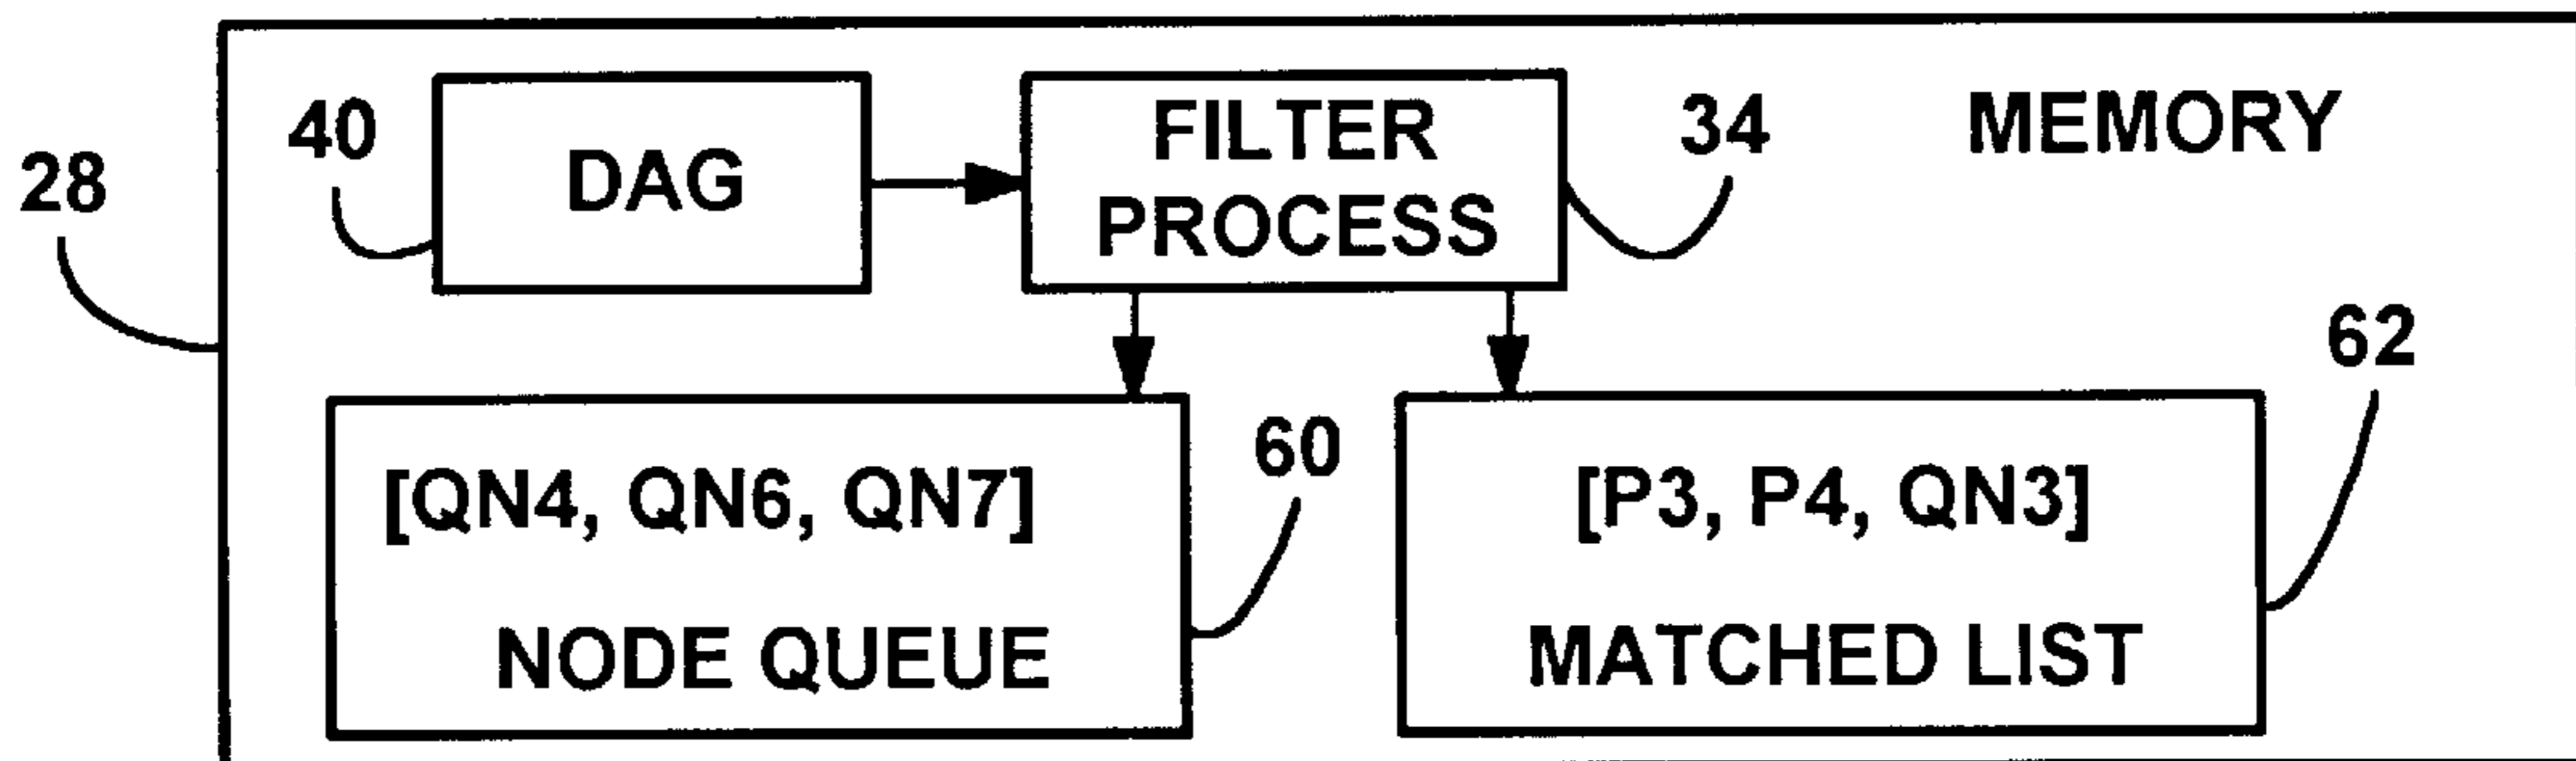 28
40
DAG
FILTER
PROCESS
34
MEMORY
[QN4, QN6, QN7]
NODE QUEUE
60
[P3, P4, QN3]
MATCHED LIST
62